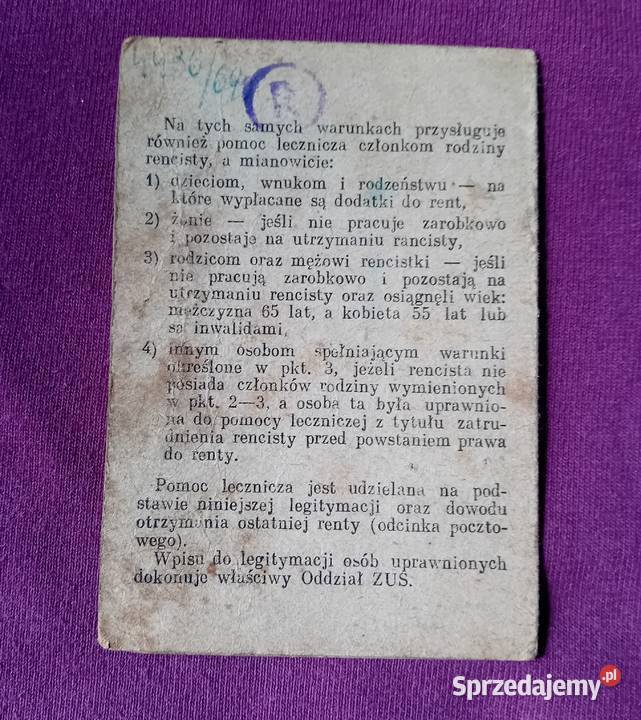 R
Na tych samych warunkach przysługuje
również pomoc lecznicza członkom rodziny
rencisty, a mianowicie:
1) dzieciom, wnukom i rodzeństwu — na
które wypłacane są dodatki do rent,
2) żonie — jeśli nie pracuje zarobkowo
i pozostaje na utrzymaniu rancisty,
3) rodzicom oraz mężowi rencistki — jeśli
nie pracują zarobkowo i pozostają na
utrzymaniu rencisty oraz osiągnęli wiek:
mężczyzna 65 lat, a kobieta 55 lat lub
są inwalidami,
4) innym osobom spełniającym warunki
określone w pkt. 3, jeżeli rencista nie
posiada członków rodziny wymienionych
w pkt. 2—3, a osoba ta była uprawnio-
na do pomocy leczniczej z tytułu zatru-
dnienia rencisty przed powstaniem prawa
do renty.
Pomoc lecznicza jest udzielana na pod-
stawie niniejszej legitymacji oraz dowodu
otrzymania ostatniej renty (odcinka poczto-
wego).
Wpisu do legitymacji osób uprawnionych
dokonuje właściwy Oddział ZUS.
Sprzedajemy.pl